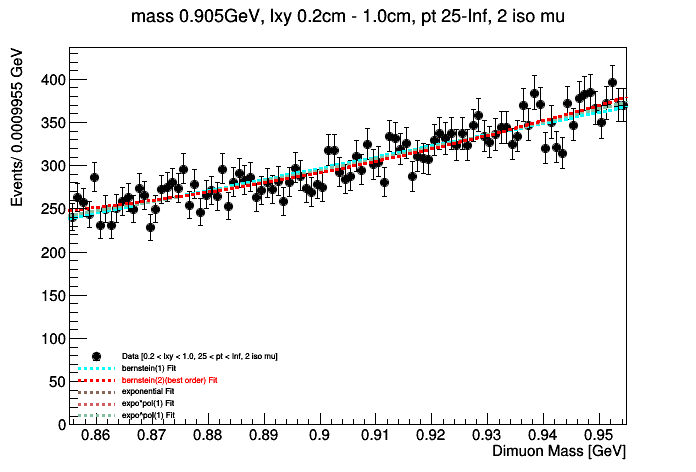 mass 0.905GeV, lxy 0.2cm - 1.0cm, pt 25-Inf, 2 iso mu
Events/ 0.0009955 GeV
400
350
300
250
200
150
100
50
0
Data [0.2 < lxy < 1.0, 25 < pt < Inf, 2 iso mu]
bernstein(1) Fit
bernstein(2)(best order) Fit
exponential Fit
expo*pol(1) Fit
expo^pol(1) Fit
0.86 0.87 0.88 0.89 0.9 0.91 0.92 0.93 0.94 0.95
Dimuon Mass [GeV]